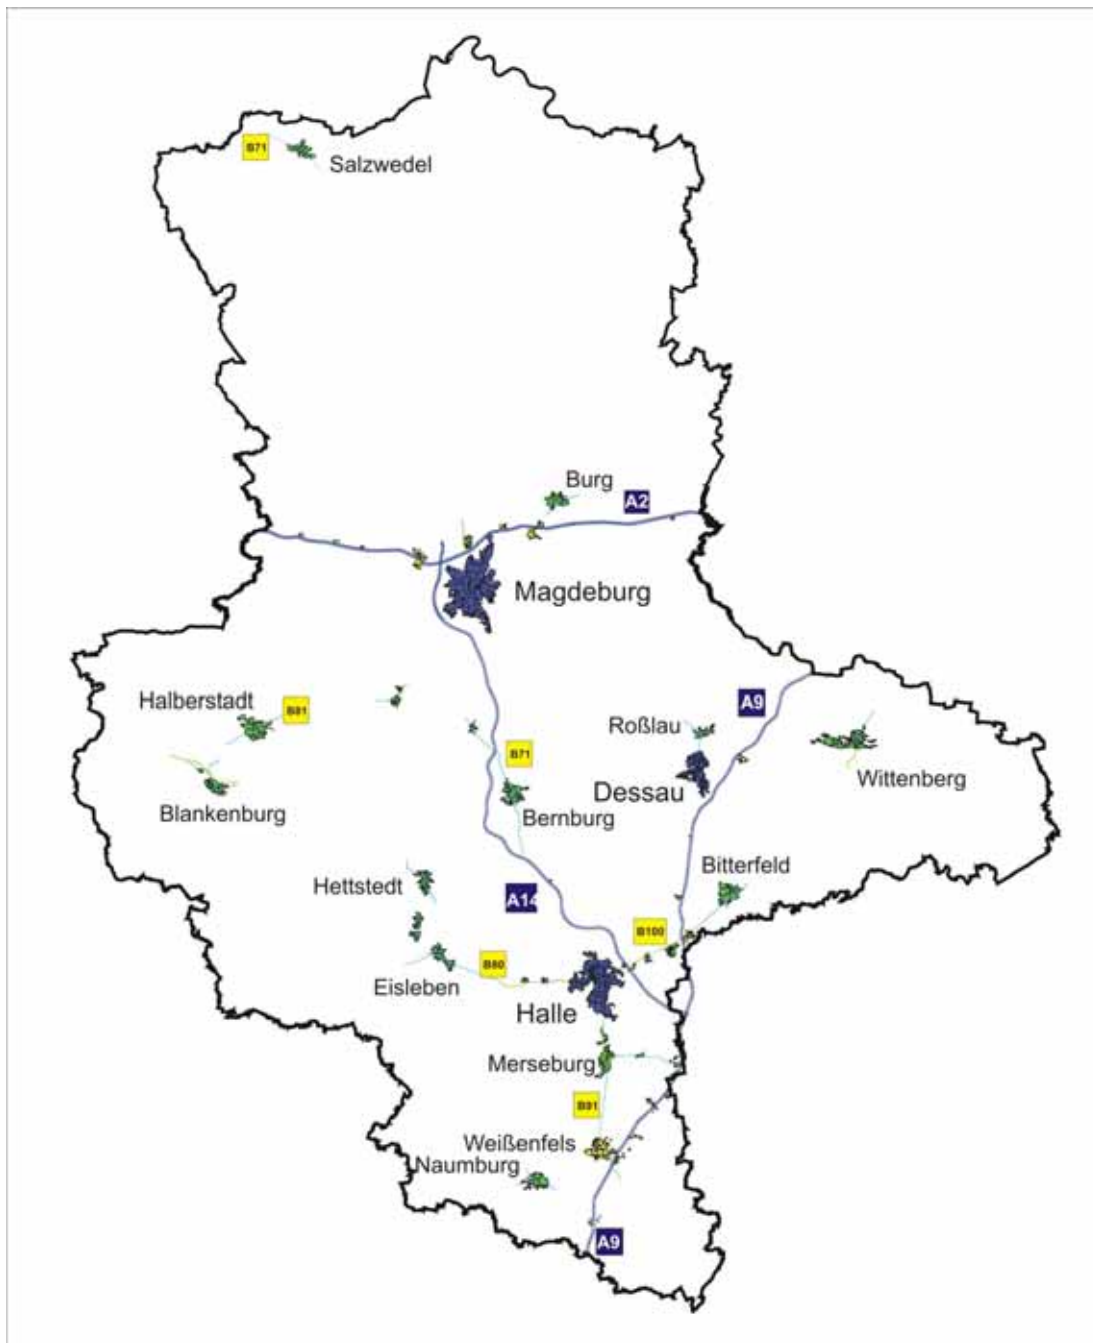 B71
Salzwedel
Burg
A2
Magdeburg
Halberstadt
B81
A9
Roßlau
B71
Wittenberg
Dessau
Blankenburg
Bernburg
Bitterfeld
Hettstedt
A14
B100
B80
Eisleben
Halle
Merseburg
B91
Weißenfels
Naumburg
A9